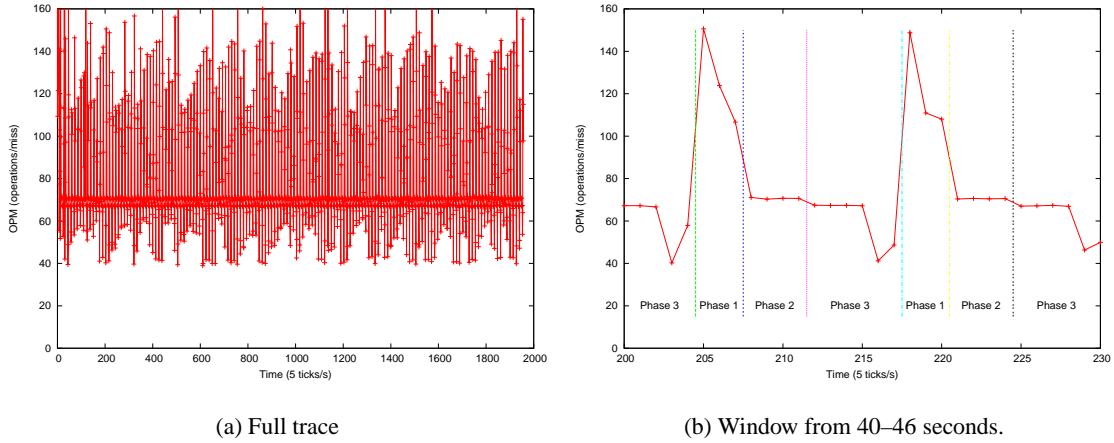 160
140
120
100
80
60
40
20
0
OPM (operations/miss)
0 200 400 600 800 1000 1200 1400 1600 1800 2000
Time (5 ticks/s)
(a) Full trace
160
140
120
100
80
60
40
20
0
OPM (operations/miss)
Phase 3 Phase 1 Phase 2 Phase 3 Phase 1 Phase 2 Phase 3
200 205 210 215 220 225 230
Time (5 ticks/s)
(b) Window from 40–46 seconds.